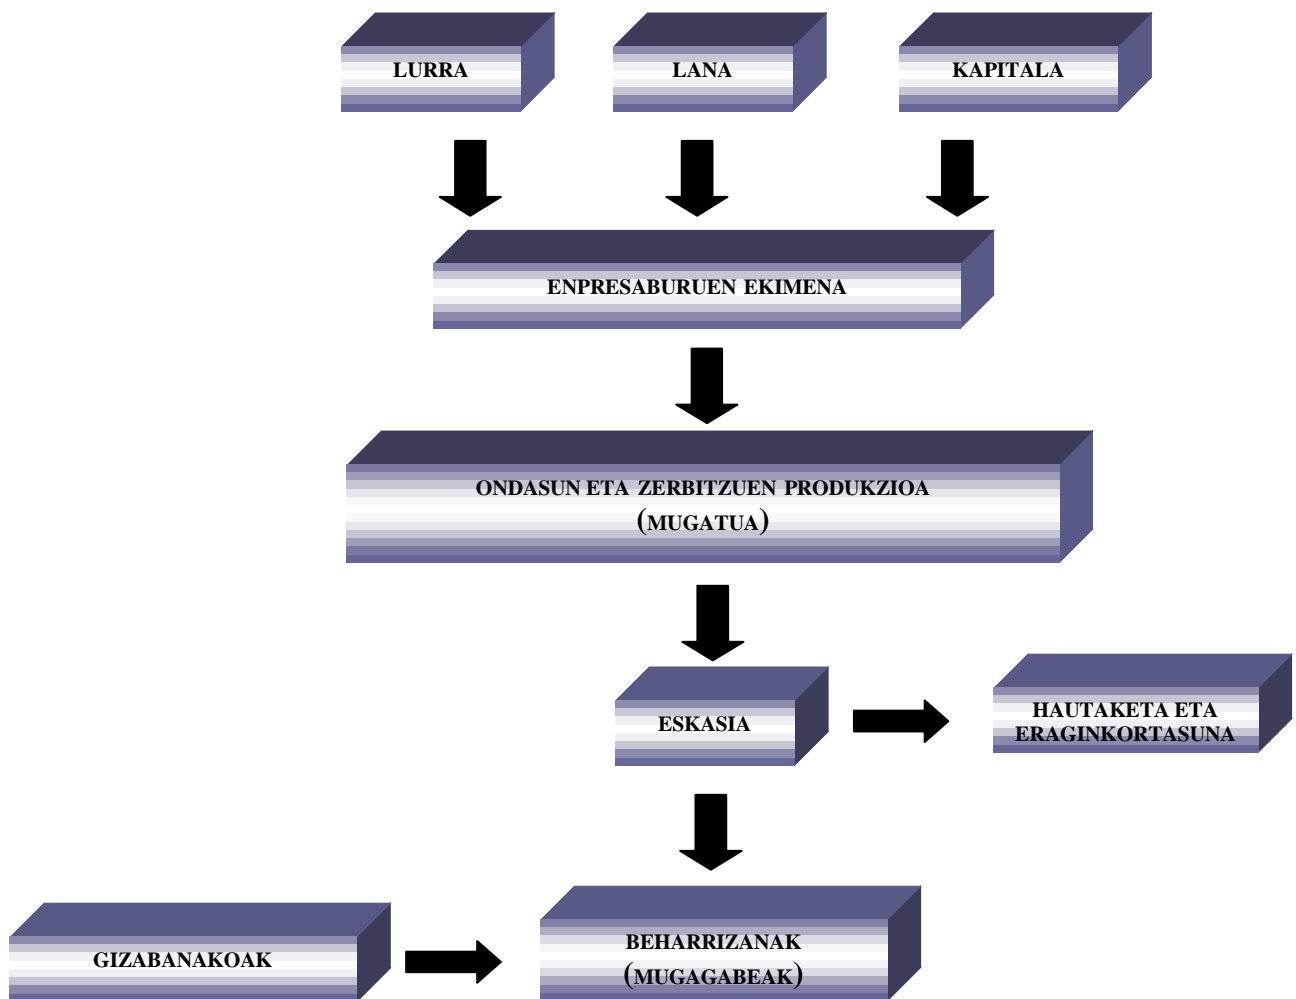 LURRA
LANA
KAPITALA
ENPRESABURUEN EKIMENA
ONDASUN ETA ZERBITZUEN PRODUKZIOA
(MUGATUA)
ESKASIA
HAUTAKETA ETA
ERAGINKORTASUNA
GIZABANAKOAK
BEHARRIZANAK
(MUGAGABEAK)